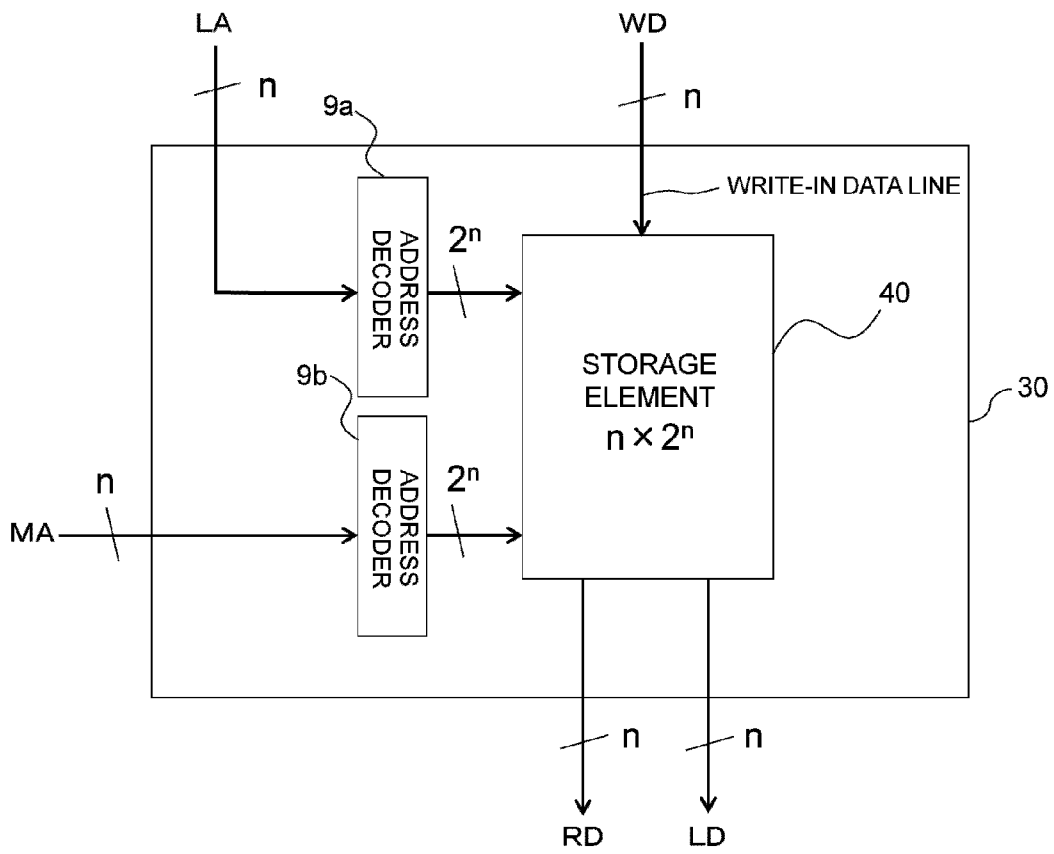 LA
WD
n
n
9a
WRITE-IN DATA LINE
ADDRESS
DECODER
2ⁿ
40
STORAGE
ELEMENT
n × 2ⁿ
9b
30
ADDRESS
DECODER
2ⁿ
n
MA
n
n
RD
LD